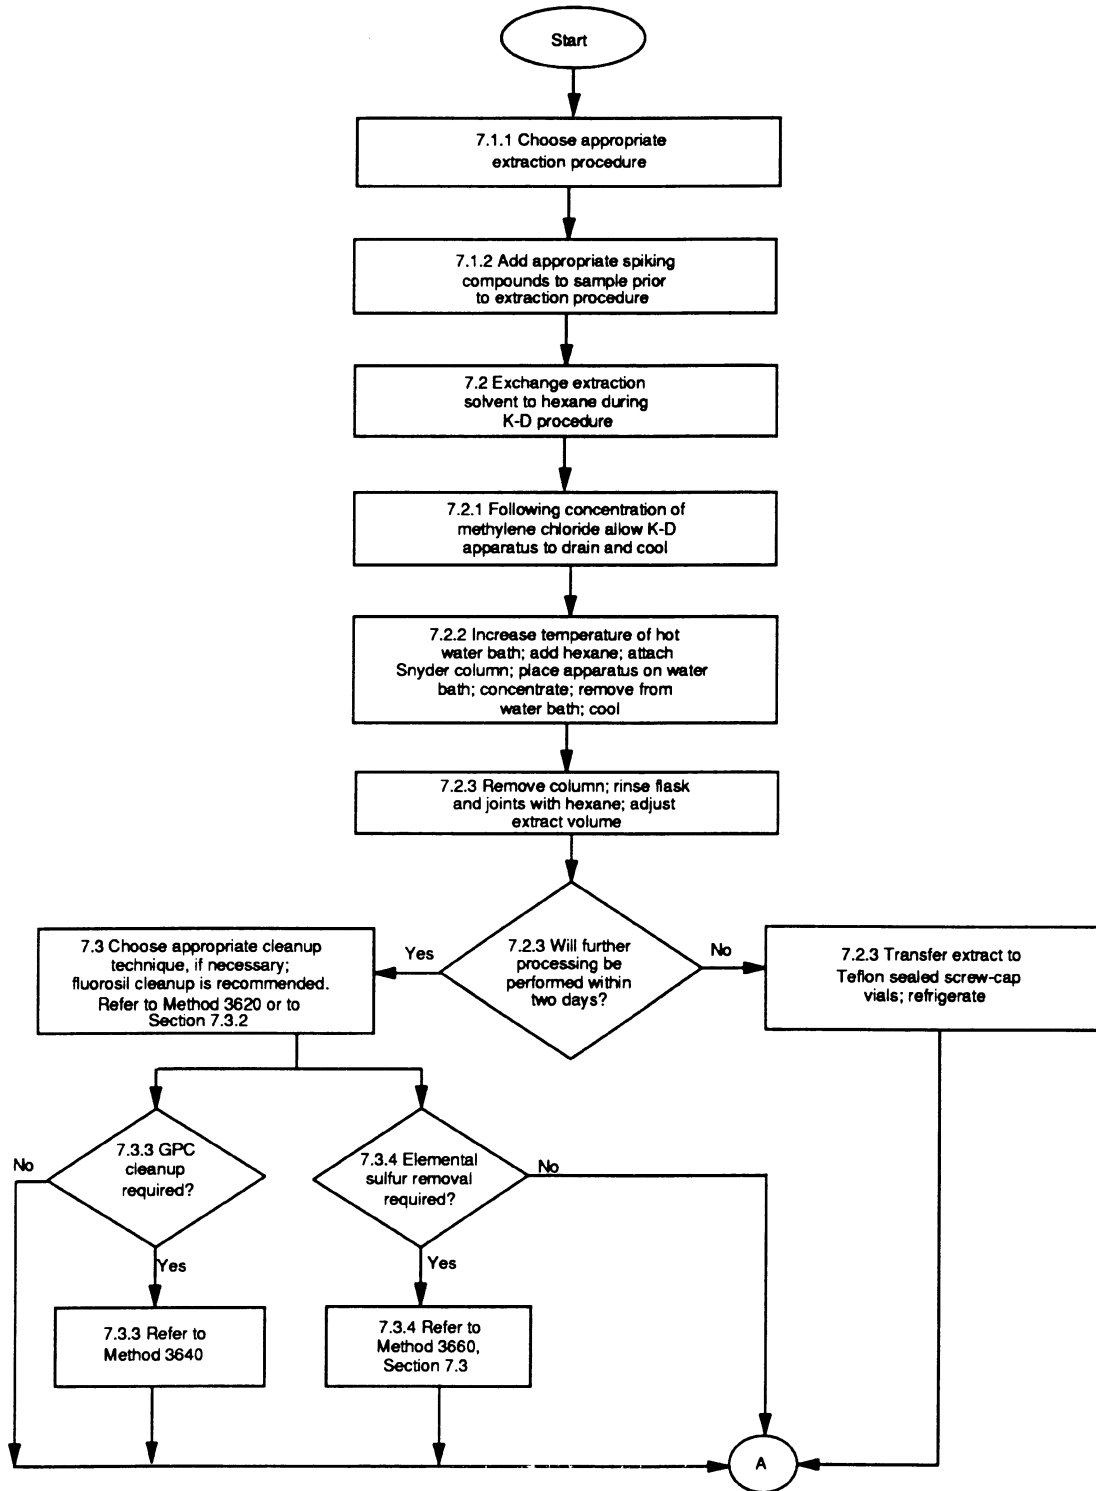 Start
7.1.1 Choose appropriate
extraction procedure
7.1.2 Add appropriate spiking
compounds to sample prior
to extraction procedure
7.2 Exchange extraction
solvent to hexane during
K-D procedure
7.2.1 Following concentration of
methylene chloride allow K-D
apparatus to drain and cool
7.2.2 Increase temperature of hot
water bath; add hexane; attach
Snyder column; place apparatus on water
bath; concentrate; remove from
water bath; cool
7.2.3 Remove column; rinse flask
and joints with hexane; adjust
extract volume
7.2.3 Will further
processing be
performed within
two days?
Yes
No
7.3 Choose appropriate cleanup
technique, if necessary;
fluorosil cleanup is recommended.
Refer to Method 3620 or to
Section 7.3.2
7.2.3 Transfer extract to
Teflon sealed screw-cap
vials; refrigerate
7.3.3 GPC
cleanup
required?
No
Yes
7.3.4 Elemental
sulfur removal
required?
No
Yes
7.3.3 Refer to
Method 3640
7.3.4 Refer to
Method 3660,
Section 7.3
A